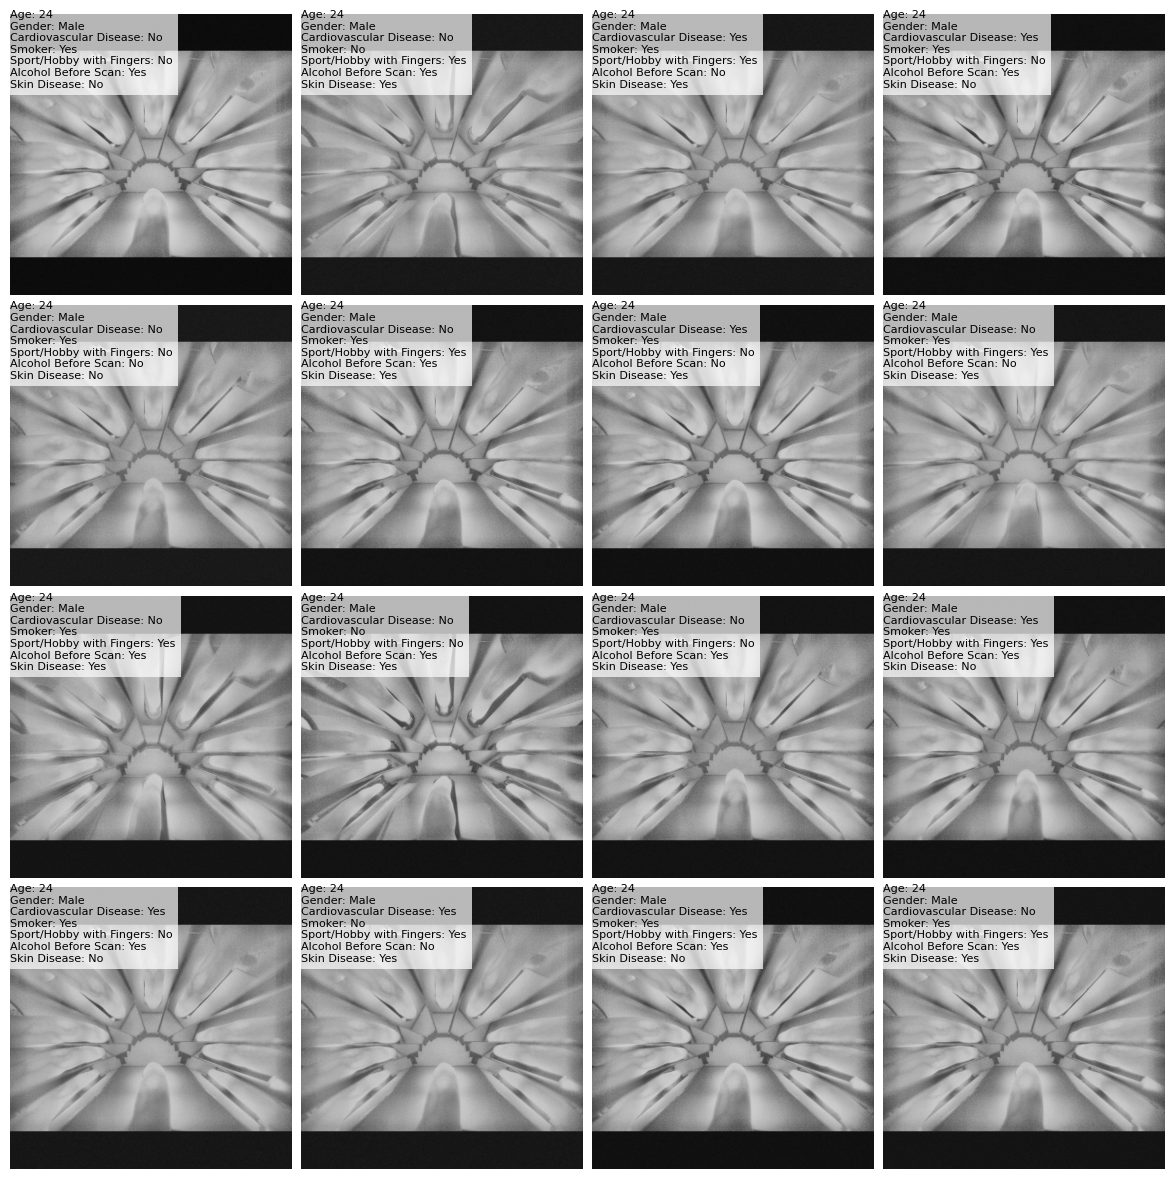 Age: 24
Gender: Male
Cardiovascular Disease: No
Smoker: Yes
Sport/Hobby with Fingers: No
Alcohol Before Scan: Yes
Skin Disease: No
Age: 24
Gender: Male
Cardiovascular Disease: No
Smoker: No
Sport/Hobby with Fingers: Yes
Alcohol Before Scan: Yes
Skin Disease: Yes
Age: 24
Gender: Male
Cardiovascular Disease: Yes
Smoker: Yes
Sport/Hobby with Fingers: Yes
Alcohol Before Scan: No
Skin Disease: Yes
Age: 24
Gender: Male
Cardiovascular Disease: Yes
Smoker: Yes
Sport/Hobby with Fingers: No
Alcohol Before Scan: Yes
Skin Disease: No
Age: 24
Gender: Male
Cardiovascular Disease: No
Smoker: Yes
Sport/Hobby with Fingers: No
Alcohol Before Scan: No
Skin Disease: No
Age: 24
Gender: Male
Cardiovascular Disease: No
Smoker: Yes
Sport/Hobby with Fingers: Yes
Alcohol Before Scan: Yes
Skin Disease: Yes
Age: 24
Gender: Male
Cardiovascular Disease: Yes
Smoker: Yes
Sport/Hobby with Fingers: No
Alcohol Before Scan: No
Skin Disease: Yes
Age: 24
Gender: Male
Cardiovascular Disease: No
Smoker: Yes
Sport/Hobby with Fingers: Yes
Alcohol Before Scan: No
Skin Disease: Yes
Age: 24
Gender: Male
Cardiovascular Disease: No
Smoker: Yes
Sport/Hobby with Fingers: Yes
Alcohol Before Scan: Yes
Skin Disease: Yes
Age: 24
Gender: Male
Cardiovascular Disease: No
Smoker: No
Sport/Hobby with Fingers: No
Alcohol Before Scan: Yes
Skin Disease: Yes
Age: 24
Gender: Male
Cardiovascular Disease: No
Smoker: Yes
Sport/Hobby with Fingers: No
Alcohol Before Scan: Yes
Skin Disease: Yes
Age: 24
Gender: Male
Cardiovascular Disease: Yes
Smoker: Yes
Sport/Hobby with Fingers: Yes
Alcohol Before Scan: Yes
Skin Disease: No
Age: 24
Gender: Male
Cardiovascular Disease: Yes
Smoker: Yes
Sport/Hobby with Fingers: No
Alcohol Before Scan: Yes
Skin Disease: No
Age: 24
Gender: Male
Cardiovascular Disease: Yes
Smoker: No
Sport/Hobby with Fingers: Yes
Alcohol Before Scan: No
Skin Disease: Yes
Age: 24
Gender: Male
Cardiovascular Disease: Yes
Smoker: Yes
Sport/Hobby with Fingers: Yes
Alcohol Before Scan: Yes
Skin Disease: No
Age: 24
Gender: Male
Cardiovascular Disease: No
Smoker: Yes
Sport/Hobby with Fingers: Yes
Alcohol Before Scan: Yes
Skin Disease: Yes